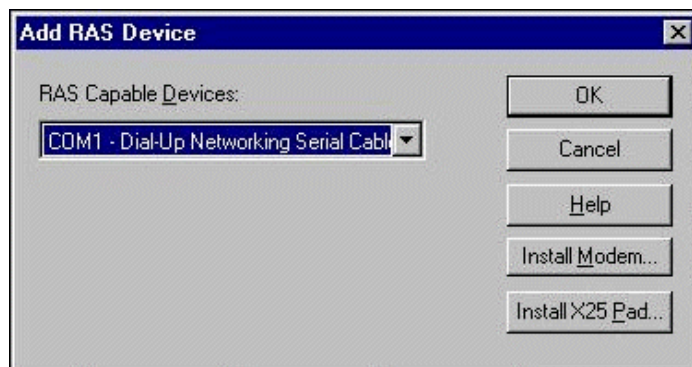 Add RAS Device
RAS Capable Devices:
COM1 - Dial-Up Networking Serial Cabl
OK
Cancel
Help
Install Modem...
Install X25 Pad...